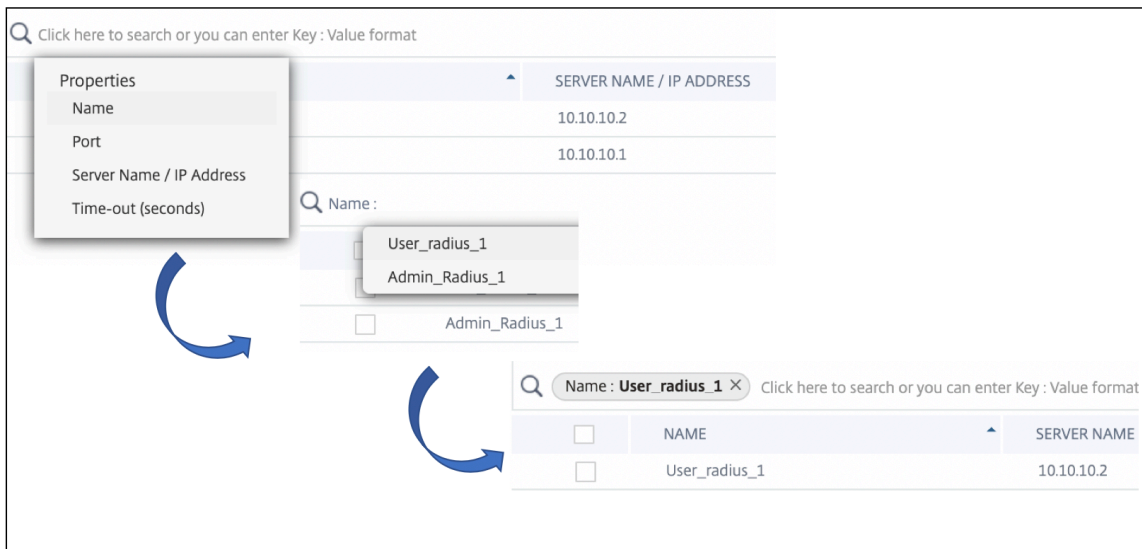 Click here to search or you can enter Key : Value format
Properties
SERVER NAME / IP ADDRESS
Name
10.10.10.2
Port
10.10.10.1
Server Name / IP Address
Time-out (seconds)
Name :
User_radius_1
Admin_Radius_1
Admin_Radius_1
Name : User_radius_1 × Click here to search or you can enter Key : Value format
NAME SERVER NAME
User_radius_1 10.10.10.2